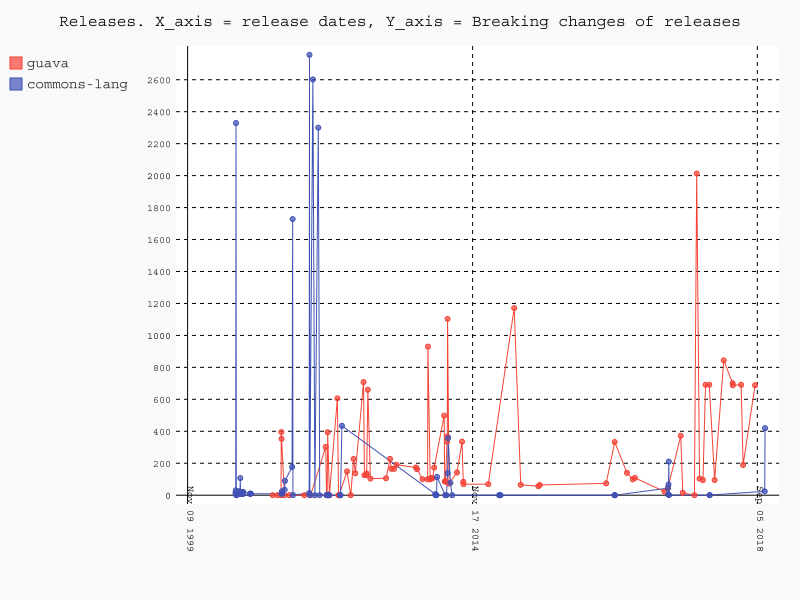 Releases. X_axis = release dates, Y_axis = Breaking changes of releases
guava
commons-lang
2600
2400
2200
2000
1800
1600
1400
1200
1000
800
600
400
200
0
Nov 09 1999
Nov 17 2014
Sep 05 2018